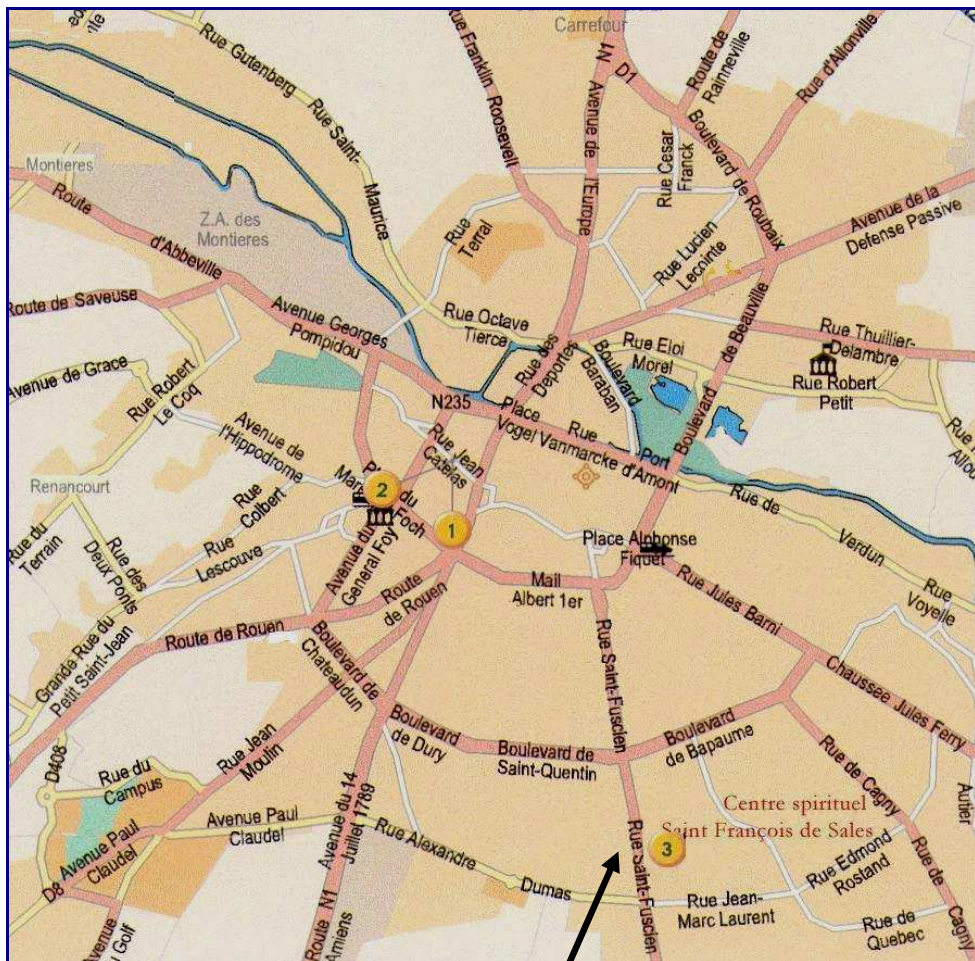 Carrefour
Rue Gutenberg
Rue Franklin
Roosevelt
N1
D1
Route de
Rainneville
Rue d'Allonville
Rue Saint-
Maurice
Avenue de
l'Europe
Rue Cesar
Franck
Boulevard de Roubaix
Montieres
Z.A. des
Montieres
Route
d'Abbeville
Rue
Terral
Avenue de la
Defense Passive
Rue Lucien
Lecointe
Route de Saveuse
Avenue Georges
Pompidou
Rue Octave
Tierce
Rue des
Deportes
Boulevard
Baraban
Rue Eloi
Morel
Boulevard
de Beauville
Rue Thuillier-
Delambre
Rue Robert
Petit
Avenue de Grace
Rue Robert
Le Coq
N235
Place
Vogel
Rue
Vanmarcke
Port
d'Amont
Avenue de
l'Hippodrome
Rue Jean
Catelas
Renancourt
Rue
Colbert
2
du
Foch
1
Rue de
Verdun
Rue
Voyelle
Rue du
Terrain
Rue des
Deux Ponts
Rue
Lescouve
Avenue du
General Foy
Place Alphonse
Fiquet
Route
de Rouen
Mail
Albert 1er
Rue Jules Barni
Grande Rue du
Petit Saint-Jean
Route de Rouen
Boulevard de
Chateaudun
Rue Saint-Fuscien
Chaussee Jules Ferry
Boulevard
de Dury
Boulevard de
Saint-Quentin
Boulevard
de Bapaume
D408
Rue du
Campus
Rue Jean
Moulin
Rue de Cagny
Autier
Centre spirituel
Saint François de Sales
3
Avenue Paul
Claudel
Avenue Paul
Claudel
Avenue du 14
Juillet 1789
Rue Alexandre
Dumas
Rue Saint-Fuscien
Rue Edmond
Rostand
Rue de
Cagny
D8
Rue Jean-
Marc Laurent
Rue de
Quebec
Avenue
Golf
Route N1
Amiens